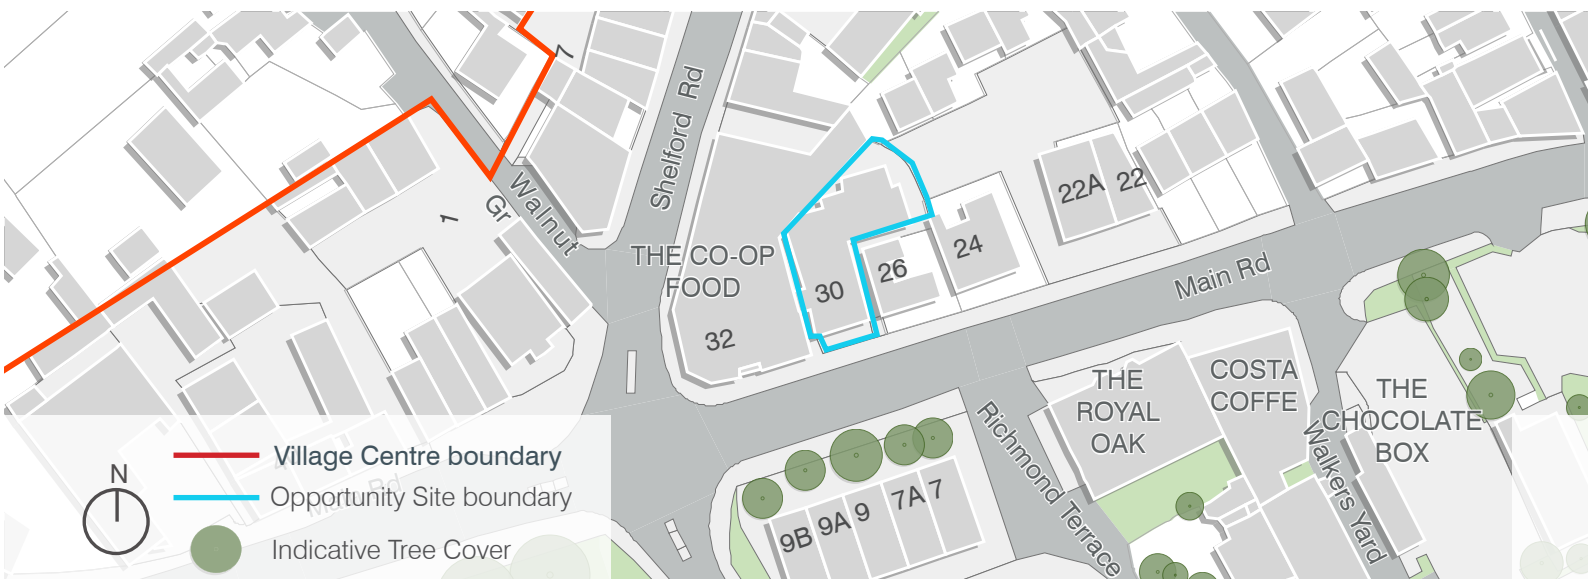 7
Shelford Rd
Walnut
Gr
1
22A
22
THE CO-OP
FOOD
24
26
30
32
Main Rd
THE
ROYAL
OAK
COSTA
COFFE
THE
CHOCOLATE
BOX
Richmond Terrace
Walkers Yard
9B 9A 9 7A 7
N
Village Centre boundary
Opportunity Site boundary
Indicative Tree Cover